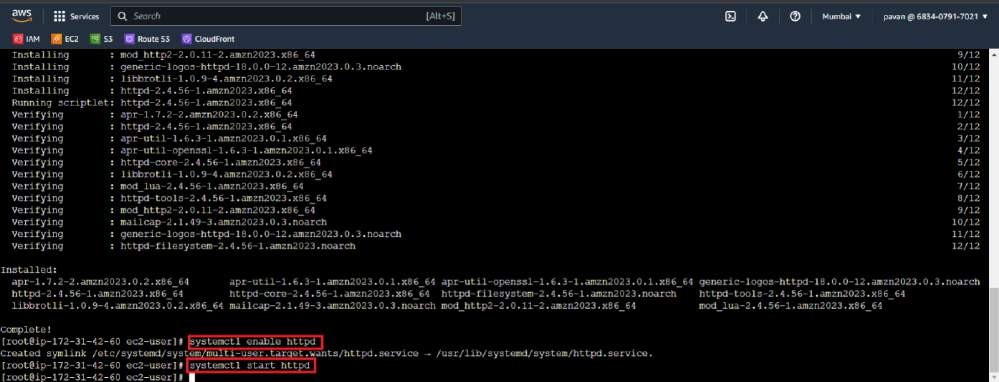 aws Services Search [Alt+S] Mumbai pavan @ 6834-0791-7021
IAM EC2 S3 Route 53 CloudFront
Installing : mod_http2-2.0.11-2.amzn2023.x86_64 9/12
Installing : generic-logos-httpd-18.0.0-12.amzn2023.0.3.noarch 10/12
Installing : libbrotli-1.0.9-4.amzn2023.0.2.x86_64 11/12
Installing : httpd-2.4.56-1.amzn2023.x86_64 12/12
Running scriptlet: httpd-2.4.56-1.amzn2023.x86_64 12/12
Verifying : apr-1.7.2-2.amzn2023.0.2.x86_64 1/12
Verifying : httpd-2.4.56-1.amzn2023.x86_64 2/12
Verifying : apr-util-1.6.3-1.amzn2023.0.1.x86_64 3/12
Verifying : apr-util-openssl-1.6.3-1.amzn2023.0.1.x86_64 4/12
Verifying : httpd-core-2.4.56-1.amzn2023.x86_64 5/12
Verifying : libbrotli-1.0.9-4.amzn2023.0.2.x86_64 6/12
Verifying : mod_lua-2.4.56-1.amzn2023.x86_64 7/12
Verifying : httpd-tools-2.4.56-1.amzn2023.x86_64 8/12
Verifying : mod_http2-2.0.11-2.amzn2023.x86_64 9/12
Verifying : mailcap-2.1.49-3.amzn2023.0.3.noarch 10/12
Verifying : generic-logos-httpd-18.0.0-12.amzn2023.0.3.noarch 11/12
Verifying : httpd-filesystem-2.4.56-1.amzn2023.noarch 12/12
Installed:
apr-1.7.2-2.amzn2023.0.2.x86_64 apr-util-1.6.3-1.amzn2023.0.1.x86_64 apr-util-openssl-1.6.3-1.amzn2023.0.1.x86_64 generic-logos-httpd-18.0.0-12.amzn2023.0.3.noarch
httpd-2.4.56-1.amzn2023.x86_64 httpd-core-2.4.56-1.amzn2023.x86_64 httpd-filesystem-2.4.56-1.amzn2023.noarch httpd-tools-2.4.56-1.amzn2023.x86_64
libbrotli-1.0.9-4.amzn2023.0.2.x86_64 mailcap-2.1.49-3.amzn2023.0.3.noarch mod_http2-2.0.11-2.amzn2023.x86_64 mod_lua-2.4.56-1.amzn2023.x86_64
Complete!
[root@ip-172-31-42-60 ec2-user]# systemctl enable httpd
Created symlink /etc/systemd/system/multi-user.target.wants/httpd.service → /usr/lib/systemd/system/httpd.service.
[root@ip-172-31-42-60 ec2-user]# systemctl start httpd
[root@ip-172-31-42-60 ec2-user]#